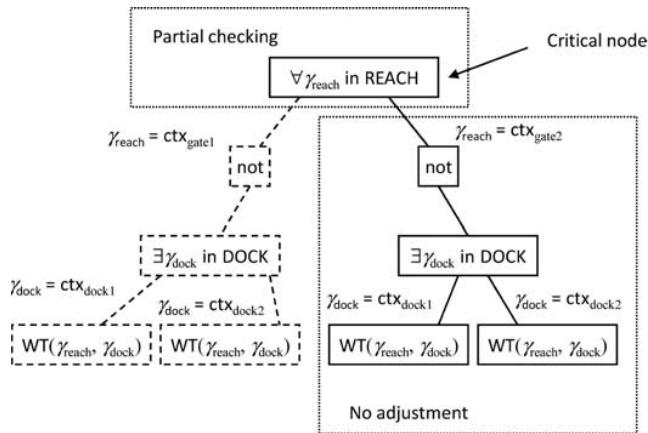 Partial checking
Critical node
∀γreach in REACH
γreach = ctxgate1
γreach = ctxgate2
not
not
∃γdock in DOCK
∃γdock in DOCK
γdock = ctxdock1
γdock = ctxdock2
γdock = ctxdock1
γdock = ctxdock2
WT(γreach, γdock)
WT(γreach, γdock)
WT(γreach, γdock)
WT(γreach, γdock)
No adjustment